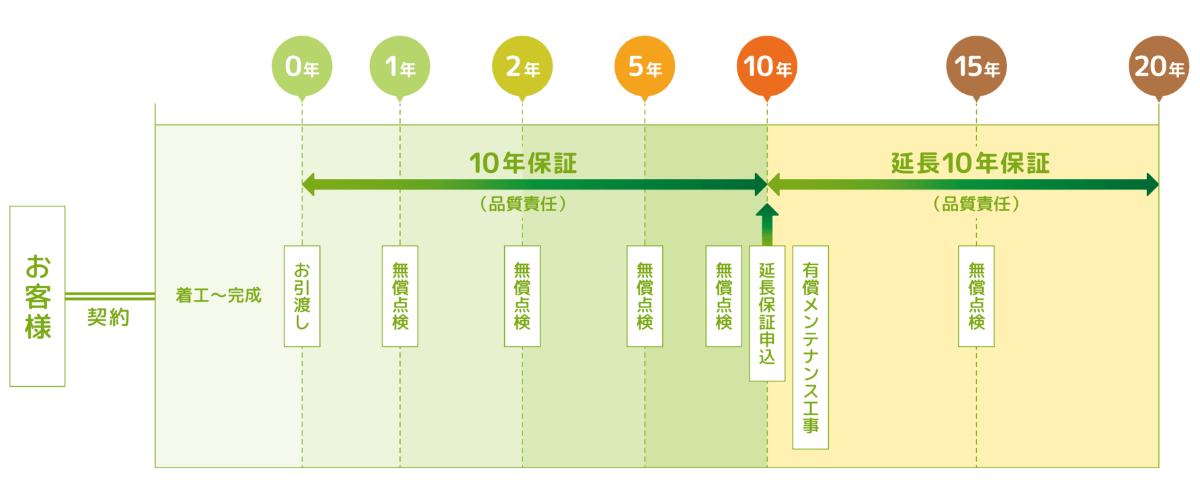 0年
1年
2年
5年
10年
15年
20年
10年保証
延長10年保証
（品質責任）
（品質責任）
お客様
契約
着工～完成
お引渡し
無償点検
無償点検
無償点検
無償点検
延長保証申込
有償メンテナンス工事
無償点検